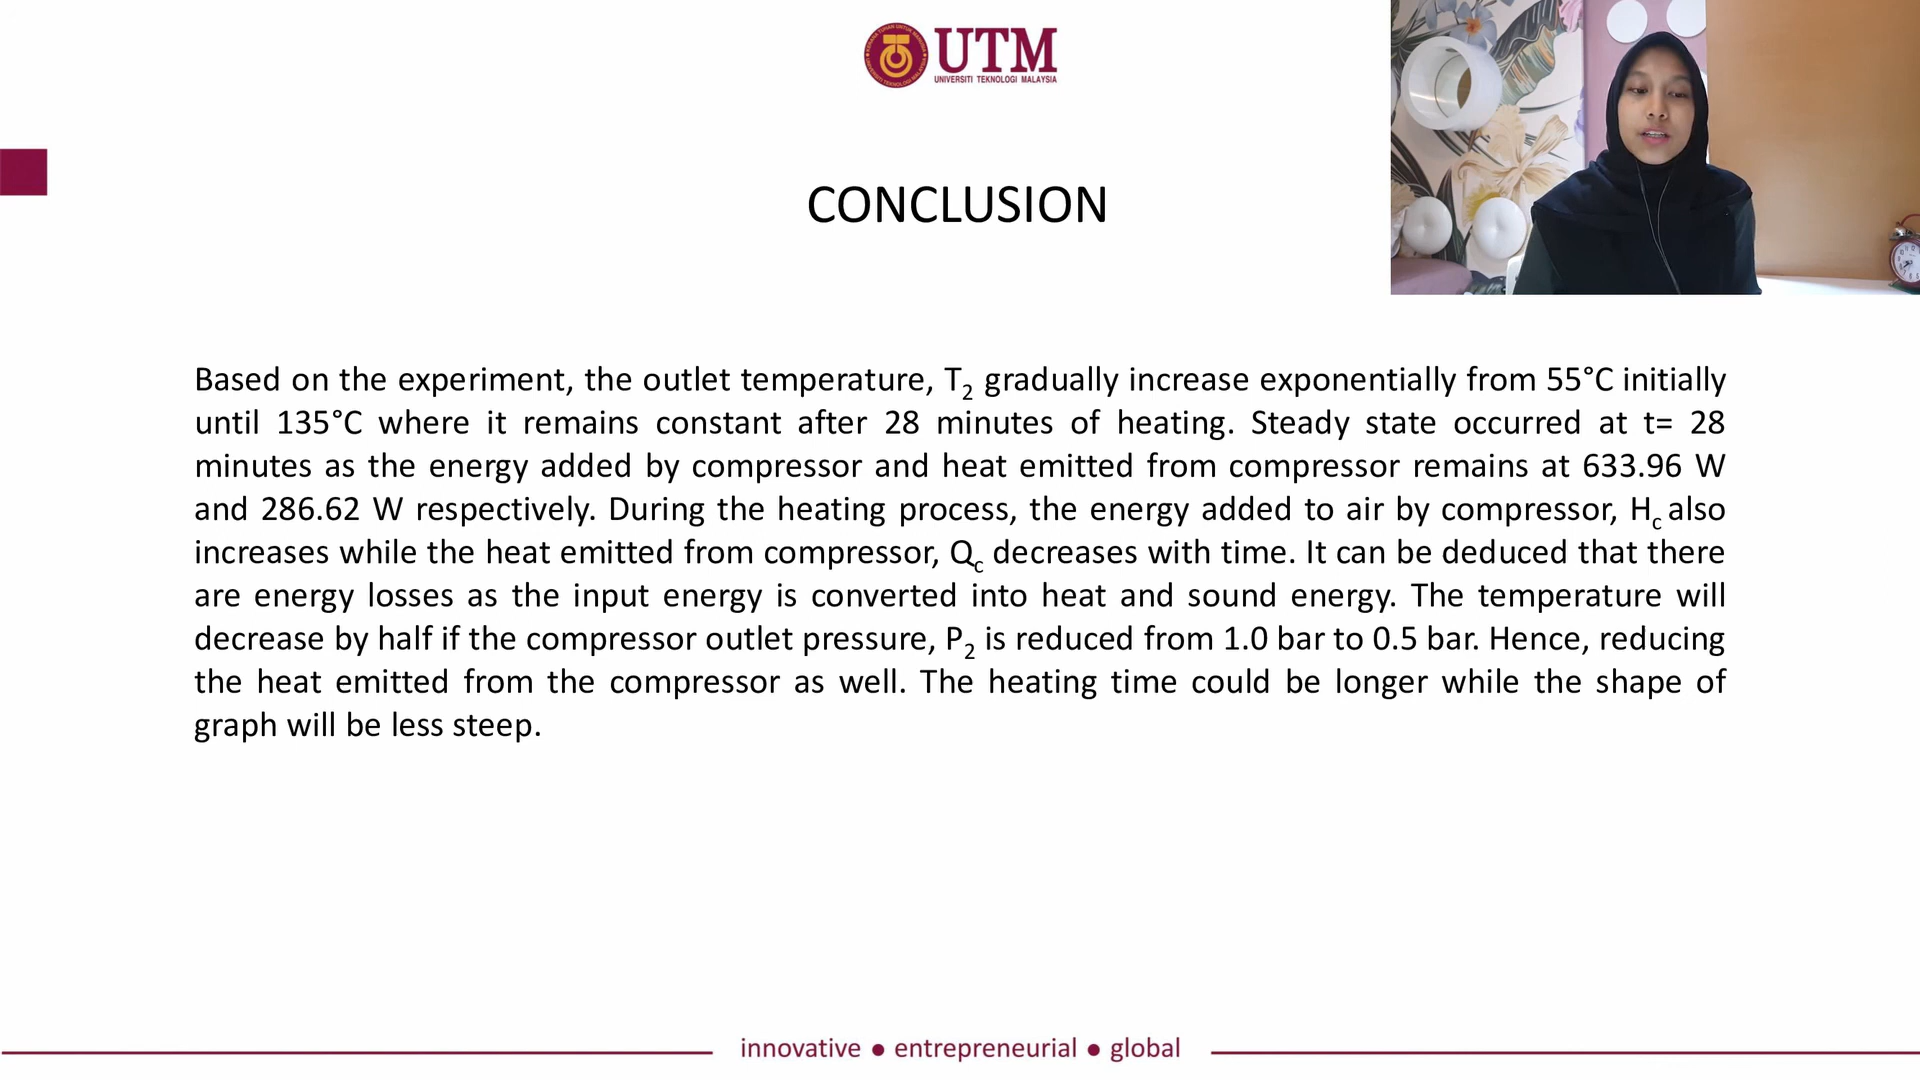 UTM
UNIVERSITI TEKNOLOGI MALAYSIA
CONCLUSION
Based on the experiment, the outlet temperature, T2 gradually increase exponentially from 55°C initially
until 135°C where it remains constant after 28 minutes of heating. Steady state occurred at t= 28
minutes as the energy added by compressor and heat emitted from compressor remains at 633.96 W
and 286.62 W respectively. During the heating process, the energy added to air by compressor, Hc also
increases while the heat emitted from compressor, Qc decreases with time. It can be deduced that there
are energy losses as the input energy is converted into heat and sound energy. The temperature will
decrease by half if the compressor outlet pressure, P2 is reduced from 1.0 bar to 0.5 bar. Hence, reducing
the heat emitted from the compressor as well. The heating time could be longer while the shape of
graph will be less steep.
innovative ● entrepreneurial ● global